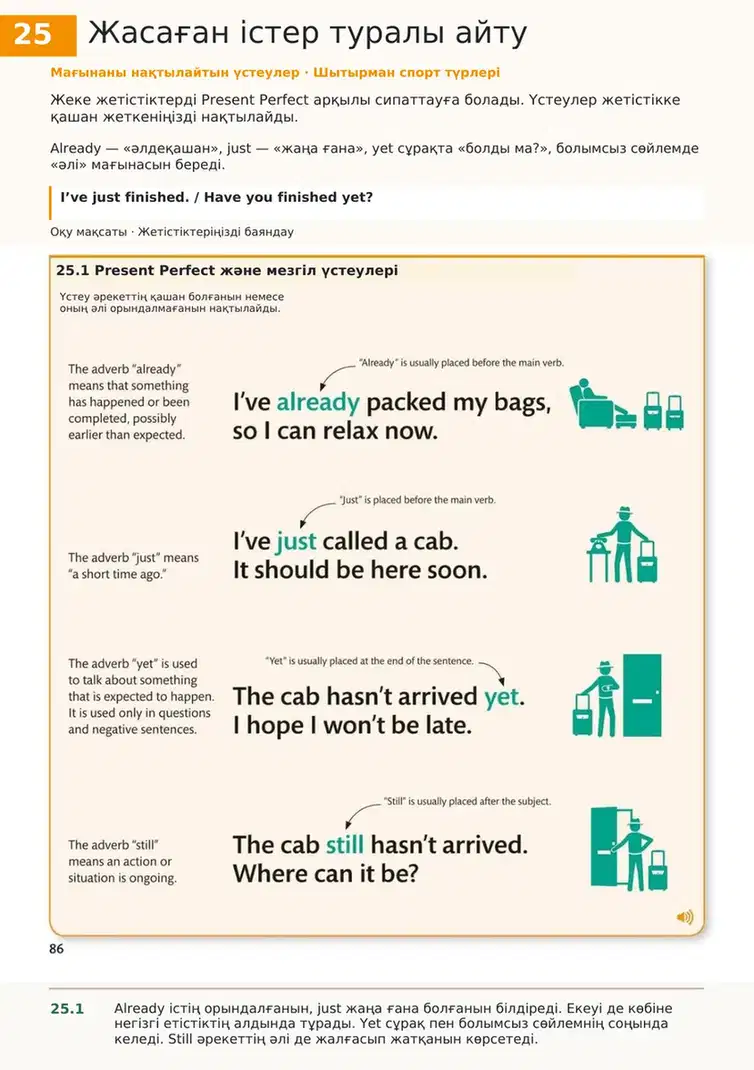 25
Жасаған істер туралы айту
Мағынаны нақтылайтын үстеулер · Шытырман спорт түрлері
Жеке жетістіктерді Present Perfect арқылы сипаттауға болады. Үстеулер жетістікке
қашан жеткеніңізді нақтылайды.
Already — «әлдеқашан», just — «жаңа ғана», yet сұрақта «болды ма?», болымсыз сөйлемде
«әлі» мағынасын береді.
I’ve just finished. / Have you finished yet?
Оқу мақсаты · Жетістіктеріңізді баяндау
25.1 Present Perfect және мезгіл үстеулері
Үстеу әрекеттің қашан болғанын немесе
оның әлі орындалмағанын нақтылайды.
The adverb “already”
means that something
has happened or been
completed, possibly
earlier than expected.
“Already” is usually placed before the main verb.
I’ve already packed my bags,
so I can relax now.
The adverb “just” means
“a short time ago.”
“Just” is placed before the main verb.
I’ve just called a cab.
It should be here soon.
The adverb “yet” is used
to talk about something
that is expected to happen.
It is used only in questions
and negative sentences.
“Yet” is usually placed at the end of the sentence.
The cab hasn’t arrived yet.
I hope I won’t be late.
The adverb “still”
means an action or
situation is ongoing.
“Still” is usually placed after the subject.
The cab still hasn’t arrived.
Where can it be?
86
25.1 Already істің орындалғанын, just жаңа ғана болғанын білдіреді. Екеуі де көбіне
негізгі етістіктің алдында тұрады. Yet сұрақ пен болымсыз сөйлемнің соңында
келеді. Still әрекеттің әлі де жалғасып жатқанын көрсетеді.